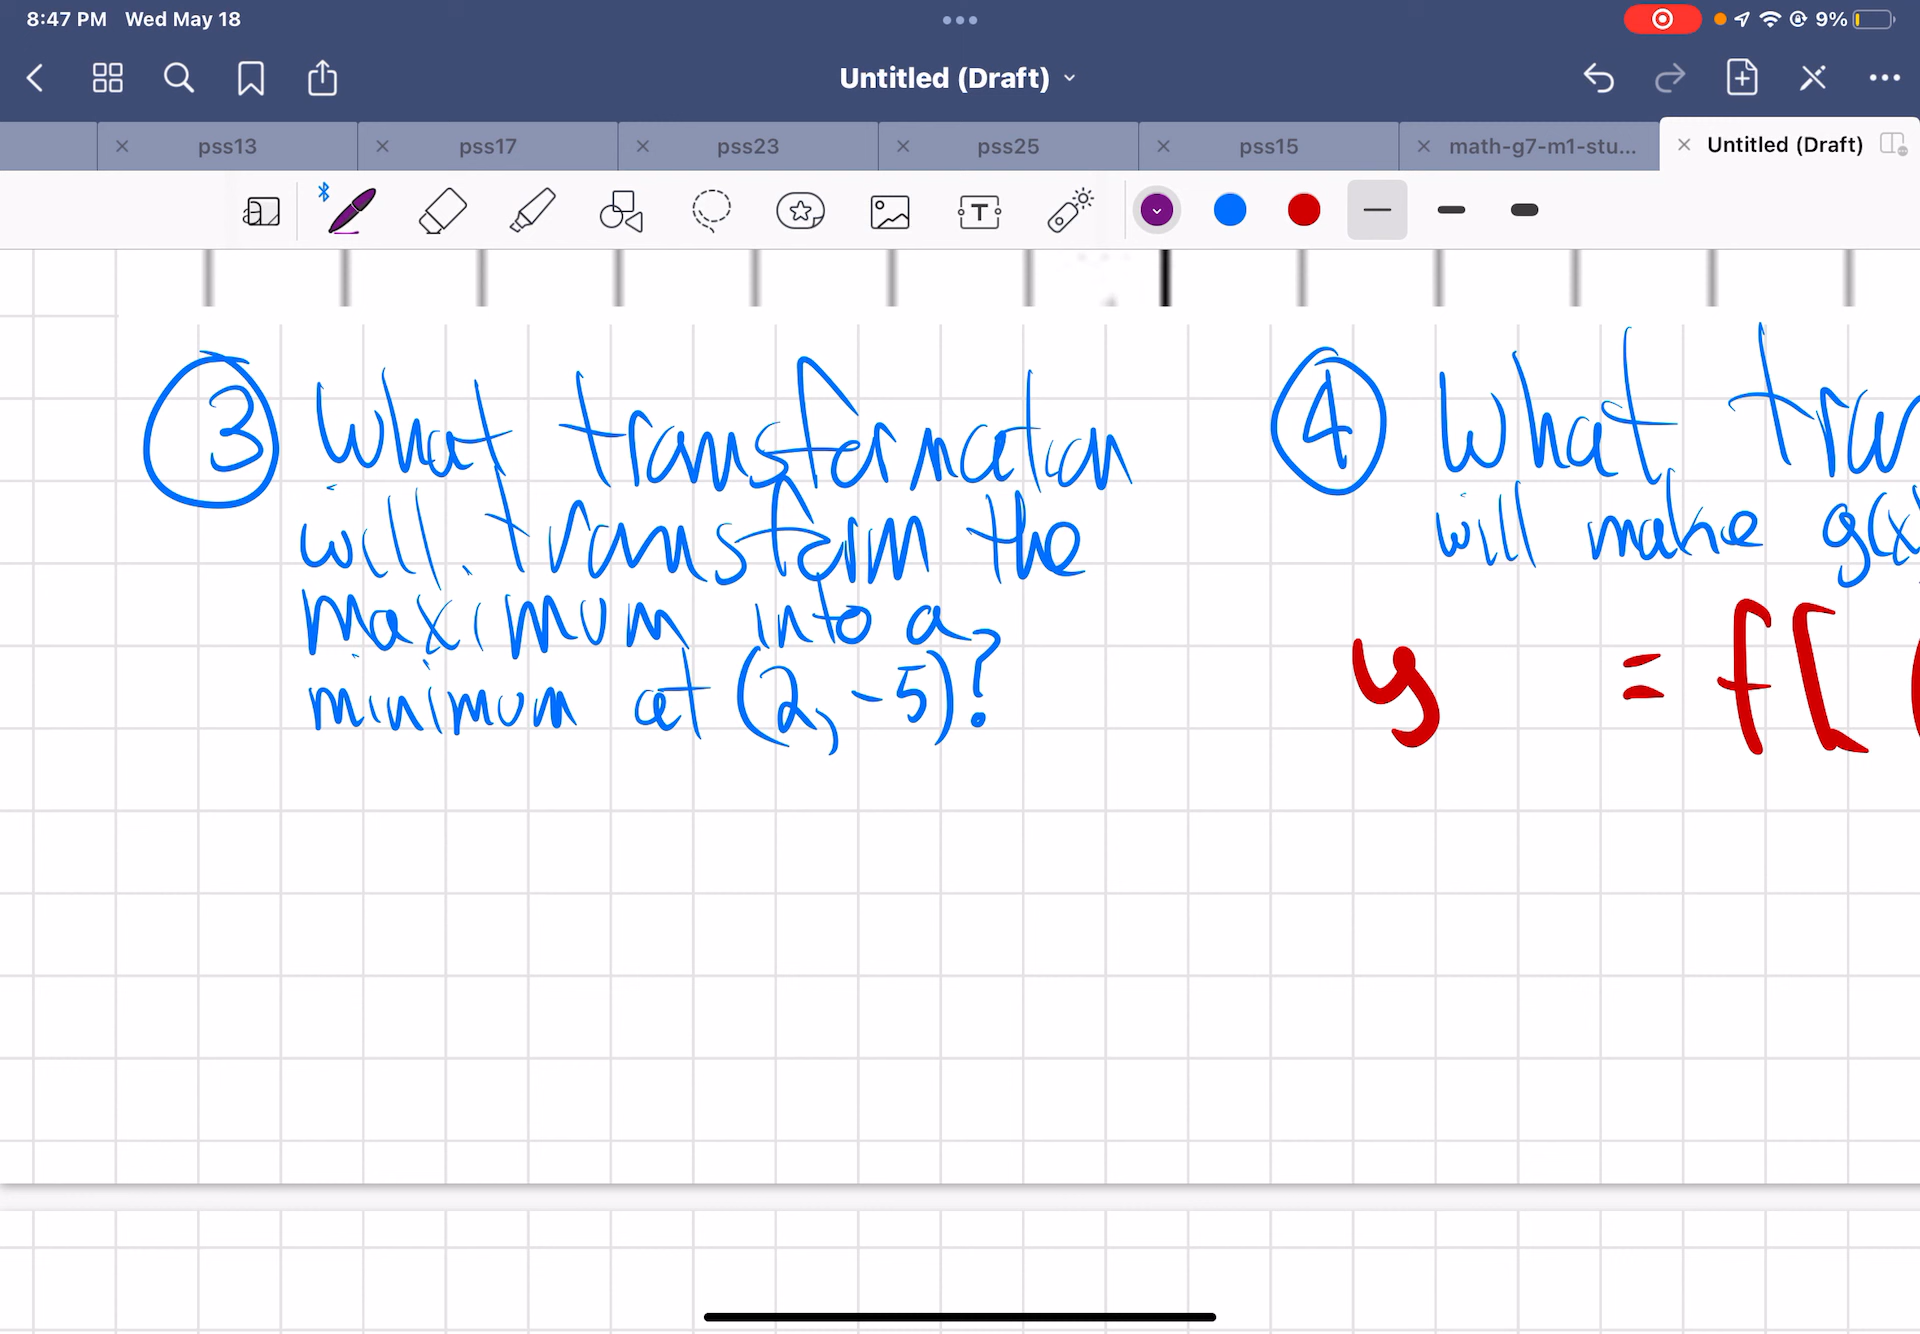 8:47 PM Wed May 18
9%
Untitled (Draft)
pss13
pss17
pss23
pss25
pss15
math-g7-m1-stu...
Untitled (Draft)
③ What transformation
will transform the
maximum into a
minimum at (2, -5)?
④ What tra
will make g(x
y = f[(